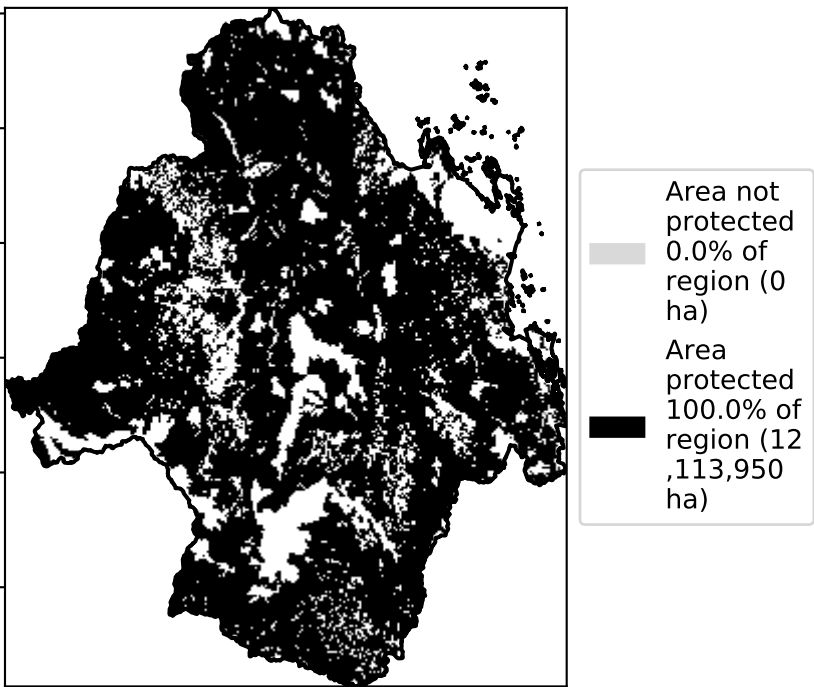 Area not
protected
0.0% of
region (0
ha)
Area
protected
100.0% of
region (12
,113,950
ha)